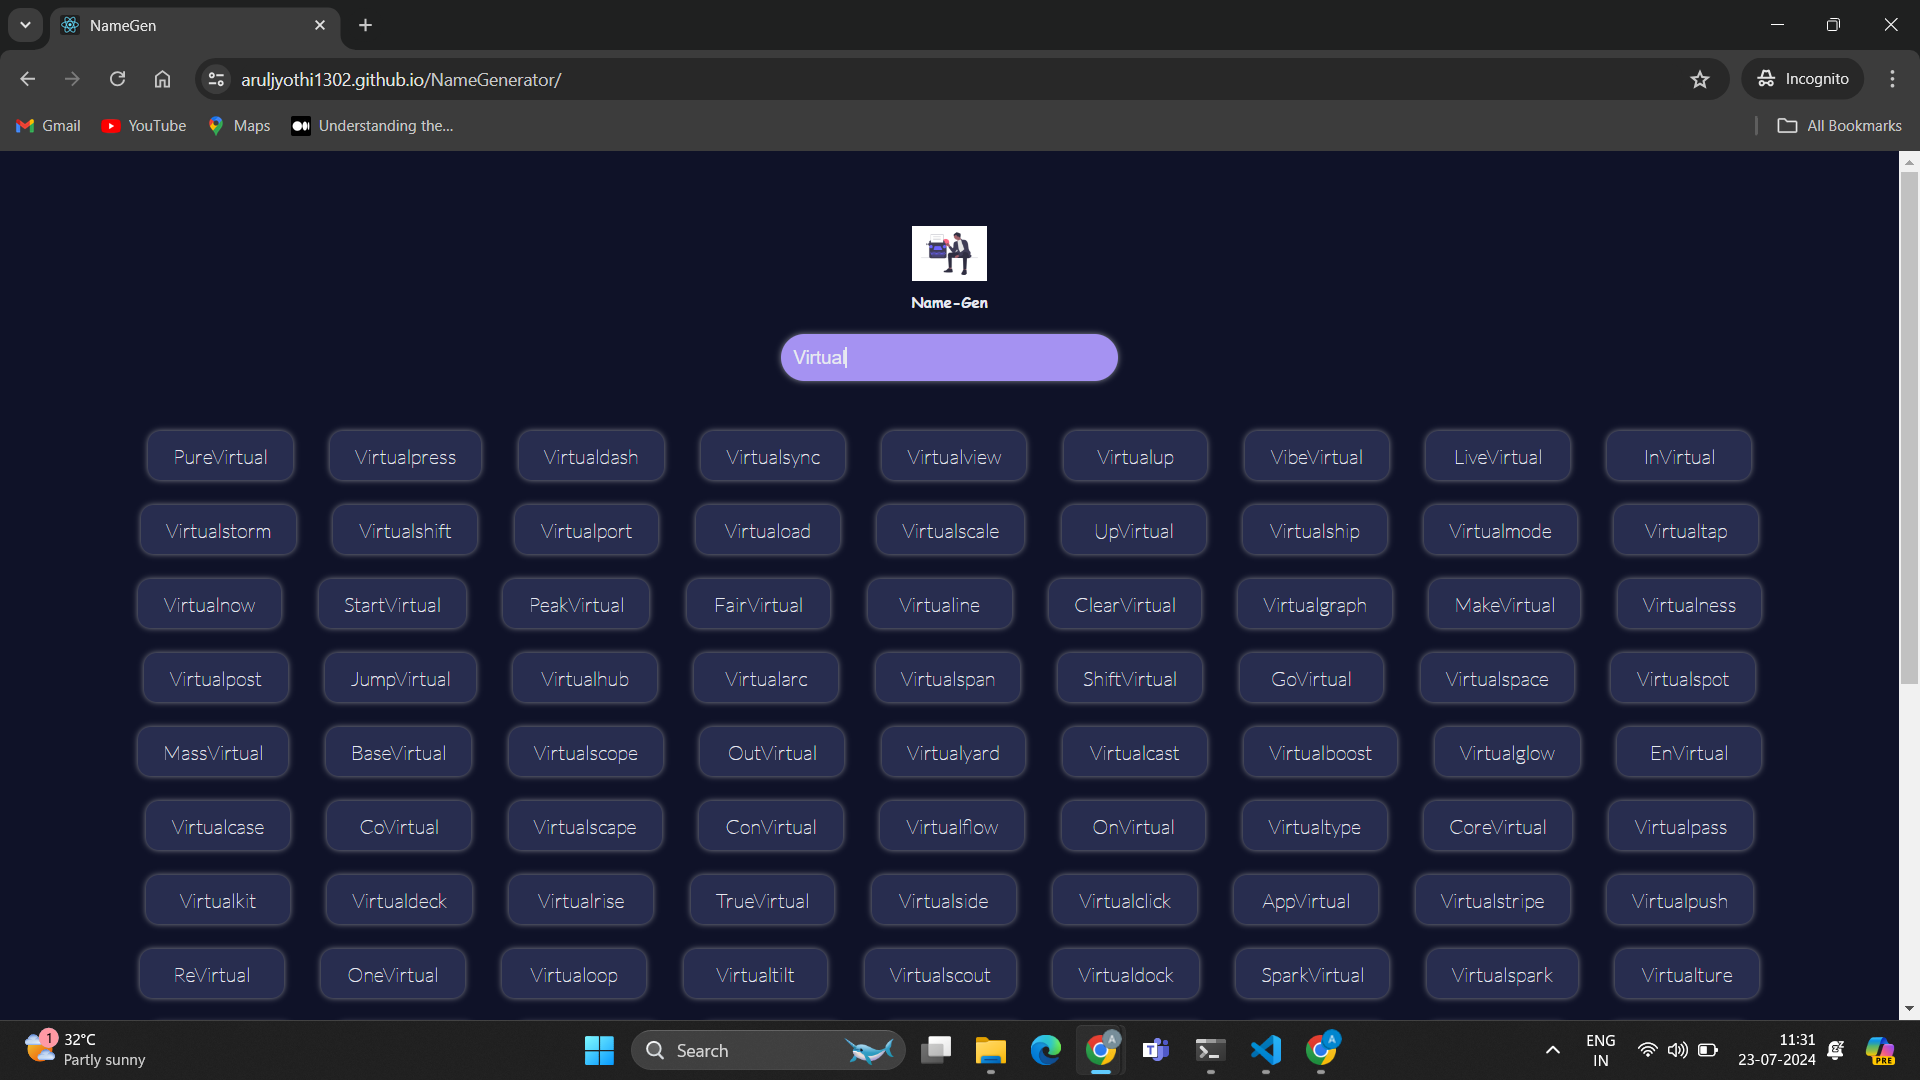 NameGen
aruljyothi1302.github.io/NameGenerator/
Incognito
Gmail YouTube Maps Understanding the... All Bookmarks
Name-Gen
Virtual
PureVirtual Virtualpress Virtualdash Virtualsync Virtualview Virtualup VibeVirtual LiveVirtual InVirtual
Virtualstorm Virtualshift Virtualport Virtuaload Virtualscale UpVirtual Virtualship Virtualmode Virtualtap
Virtualnow StartVirtual PeakVirtual FairVirtual Virtualine ClearVirtual Virtualgraph MakeVirtual Virtualness
Virtualpost JumpVirtual Virtualhub Virtualarc Virtualspan ShiftVirtual GoVirtual Virtualspace Virtualspot
MassVirtual BaseVirtual Virtualscope OutVirtual Virtualyard Virtualcast Virtualboost Virtualglow EnVirtual
Virtualcase CoVirtual Virtualscape ConVirtual Virtualflow OnVirtual Virtualtype CoreVirtual Virtualpass
Virtualkit Virtualdeck Virtualrise TrueVirtual Virtualside Virtualclick AppVirtual Virtualstripe Virtualpush
ReVirtual OneVirtual Virtualoop Virtualtilt Virtualscout Virtualdock SparkVirtual Virtualspark Virtualture
1 32°C
Partly sunny
Search
A
A
ENG
IN
11:31
23-07-2024
PRE